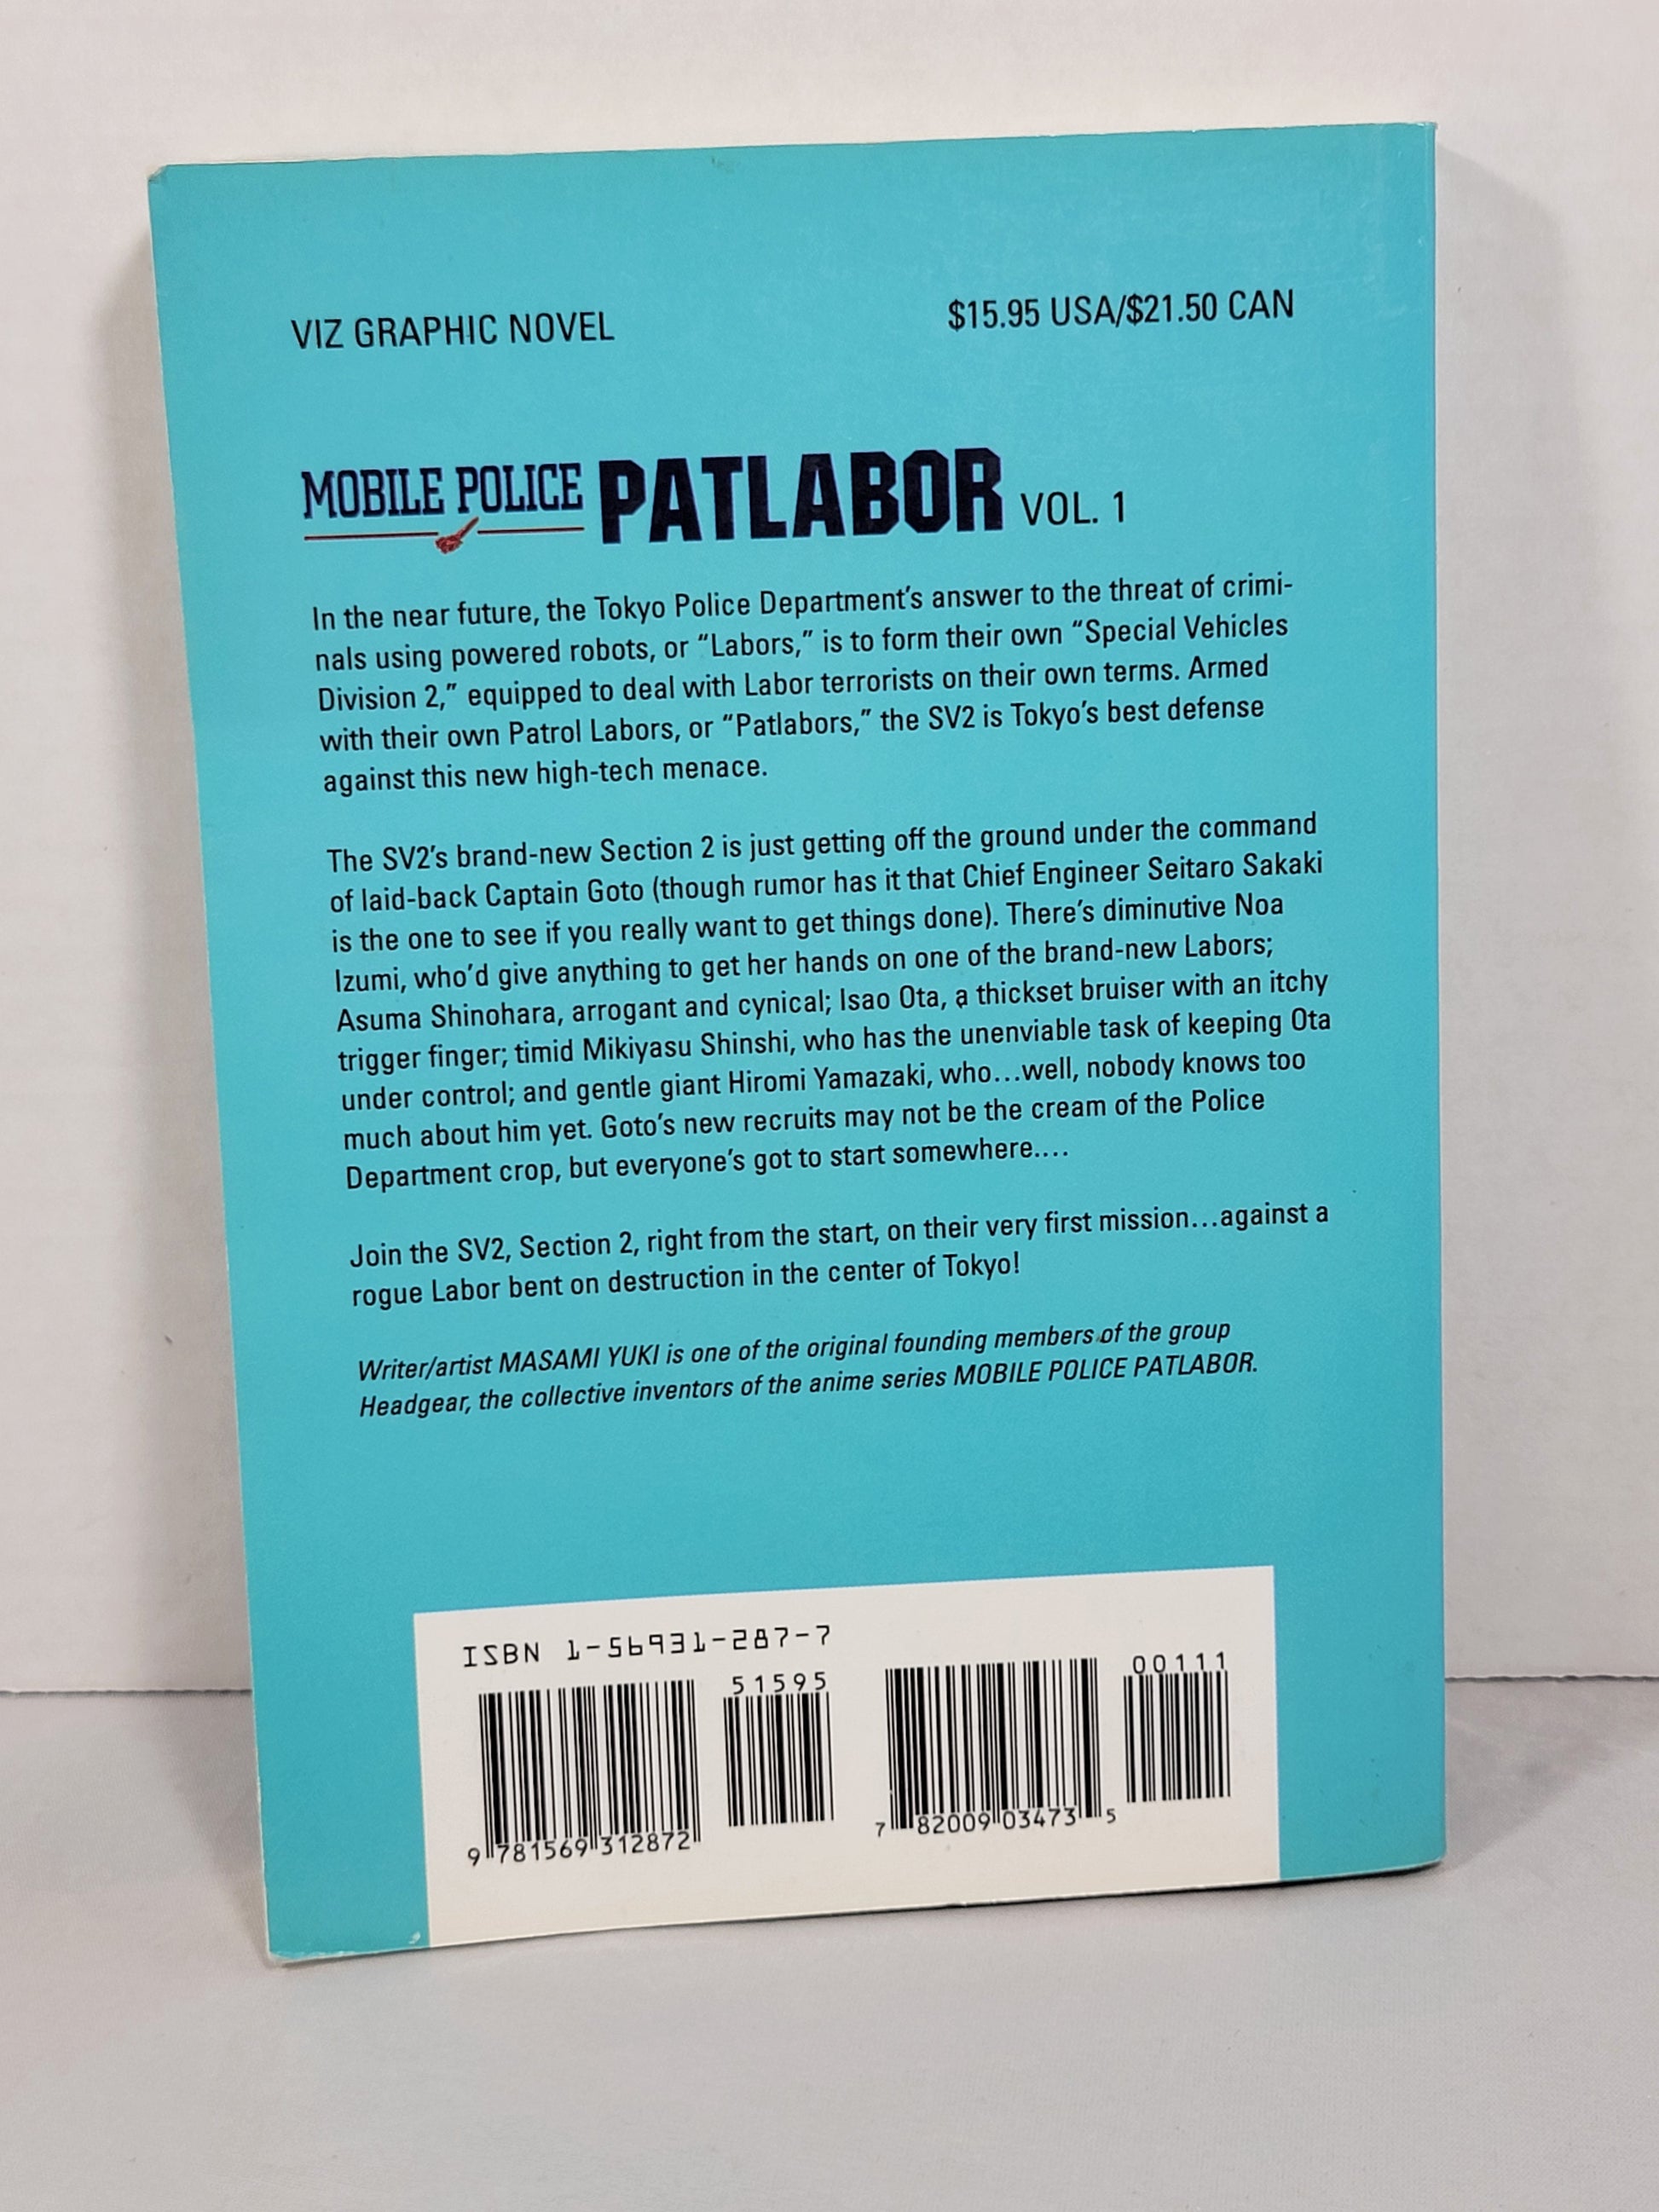 VIZ GRAPHIC NOVEL
$15.95 USA/$21.50 CAN
MOBILE POLICE PATLABOR VOL. 1
In the near future, the Tokyo Police Department's answer to the threat of crimi-
nals using powered robots, or “Labors,” is to form their own “Special Vehicles
Division 2,” equipped to deal with Labor terrorists on their own terms. Armed
with their own Patrol Labors, or “Patlabors,” the SV2 is Tokyo's best defense
against this new high-tech menace.
The SV2's brand-new Section 2 is just getting off the ground under the command
of laid-back Captain Goto (though rumor has it that Chief Engineer Seitaro Sakaki
is the one to see if you really want to get things done). There's diminutive Noa
Izumi, who'd give anything to get her hands on one of the brand-new Labors;
Asuma Shinohara, arrogant and cynical; Isao Ota, a thickset bruiser with an itchy
trigger finger; timid Mikiyasu Shinshi, who has the unenviable task of keeping Ota
under control; and gentle giant Hiromi Yamazaki, who...well, nobody knows too
much about him yet. Goto's new recruits may not be the cream of the Police
Department crop, but everyone's got to start somewhere....
Join the SV2, Section 2, right from the start, on their very first mission...against a
rogue Labor bent on destruction in the center of Tokyo!
Writer/artist MASAMI YUKI is one of the original founding members of the group
Headgear, the collective inventors of the anime series MOBILE POLICE PATLABOR.
ISBN 1-56931-287-7
51595
00111
9 781569 312872
7 82009 03473 5